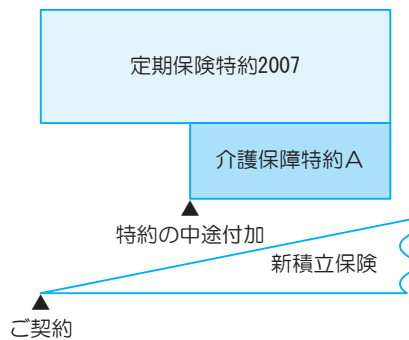 定期保険特約2007
介護保障特約A
▲
特約の中途付加
新積立保険
▲
ご契約